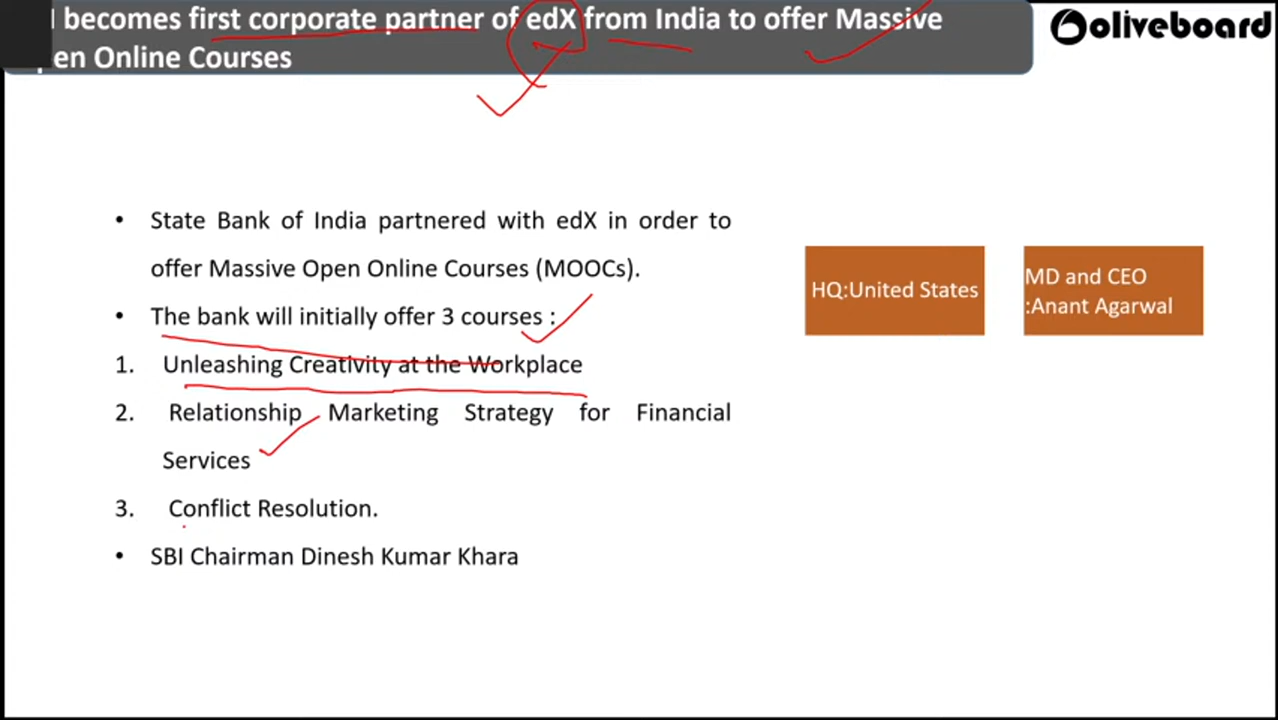 becomes first corporate partner of edX from India to offer Massive
pen Online Courses
oliveboard
• State Bank of India partnered with edX in order to
offer Massive Open Online Courses (MOOCs).
• The bank will initially offer 3 courses :
1. Unleashing Creativity at the Workplace
2. Relationship Marketing Strategy for Financial
Services
3. Conflict Resolution.
• SBI Chairman Dinesh Kumar Khara
HQ:United States
MD and CEO
:Anant Agarwal